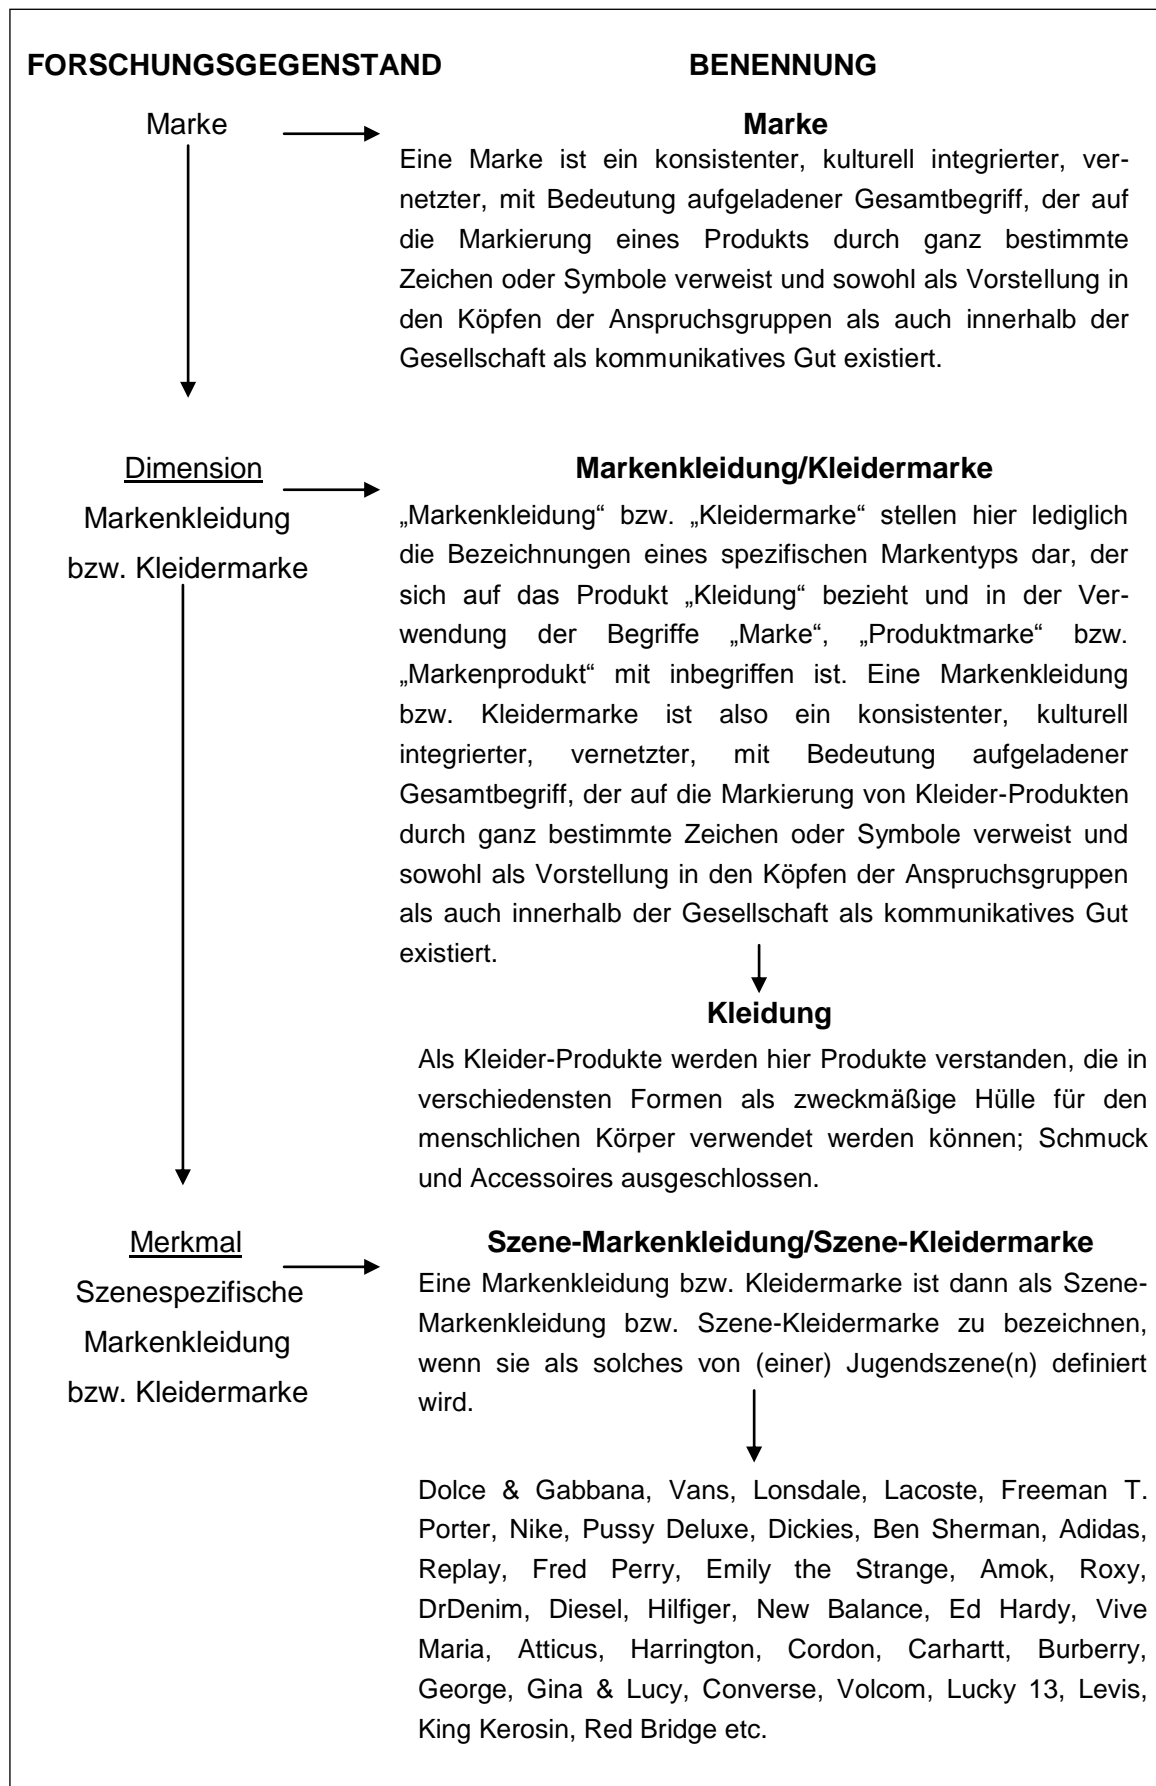 FORSCHUNGSGEGENSTAND BENENNUNG
Marke
Marke
Eine Marke ist ein konsistenter, kulturell integrierter, ver-
netzter, mit Bedeutung aufgeladener Gesamtbegriff, der auf
die Markierung eines Produkts durch ganz bestimmte
Zeichen oder Symbole verweist und sowohl als Vorstellung in
den Köpfen der Anspruchsgruppen als auch innerhalb der
Gesellschaft als kommunikatives Gut existiert.
Dimension
Markenkleidung
bzw. Kleidermarke
Markenkleidung/Kleidermarke
„Markenkleidung“ bzw. „Kleidermarke“ stellen hier lediglich
die Bezeichnungen eines spezifischen Markentyps dar, der
sich auf das Produkt „Kleidung“ bezieht und in der Ver-
wendung der Begriffe „Marke“, „Produktmarke“ bzw.
„Markenprodukt“ mit inbegriffen ist. Eine Markenkleidung
bzw. Kleidermarke ist also ein konsistenter, kulturell
integrierter, vernetzter, mit Bedeutung aufgeladener
Gesamtbegriff, der auf die Markierung von Kleider-Produkten
durch ganz bestimmte Zeichen oder Symbole verweist und
sowohl als Vorstellung in den Köpfen der Anspruchsgruppen
als auch innerhalb der Gesellschaft als kommunikatives Gut
existiert.
Kleidung
Als Kleider-Produkte werden hier Produkte verstanden, die in
verschiedensten Formen als zweckmäßige Hülle für den
menschlichen Körper verwendet werden können; Schmuck
und Accessoires ausgeschlossen.
Merkmal
Szenespezifische
Markenkleidung
bzw. Kleidermarke
Szene-Markenkleidung/Szene-Kleidermarke
Eine Markenkleidung bzw. Kleidermarke ist dann als Szene-
Markenkleidung bzw. Szene-Kleidermarke zu bezeichnen,
wenn sie als solches von (einer) Jugendszene(n) definiert
wird.
Dolce & Gabbana, Vans, Lonsdale, Lacoste, Freeman T.
Porter, Nike, Pussy Deluxe, Dickies, Ben Sherman, Adidas,
Replay, Fred Perry, Emily the Strange, Amok, Roxy,
DrDenim, Diesel, Hilfiger, New Balance, Ed Hardy, Vive
Maria, Atticus, Harrington, Cordon, Carhartt, Burberry,
George, Gina & Lucy, Converse, Volcom, Lucky 13, Levis,
King Kerosin, Red Bridge etc.